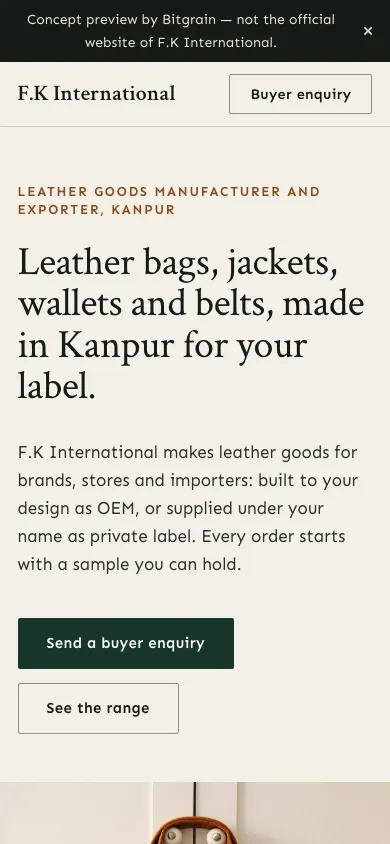 Concept preview by Bitgrain — not the official
website of F.K International.
×
F.K International
Buyer enquiry
LEATHER GOODS MANUFACTURER AND
EXPORTER, KANPUR
Leather bags, jackets,
wallets and belts, made
in Kanpur for your
label.
F.K International makes leather goods for
brands, stores and importers: built to your
design as OEM, or supplied under your
name as private label. Every order starts
with a sample you can hold.
Send a buyer enquiry
See the range